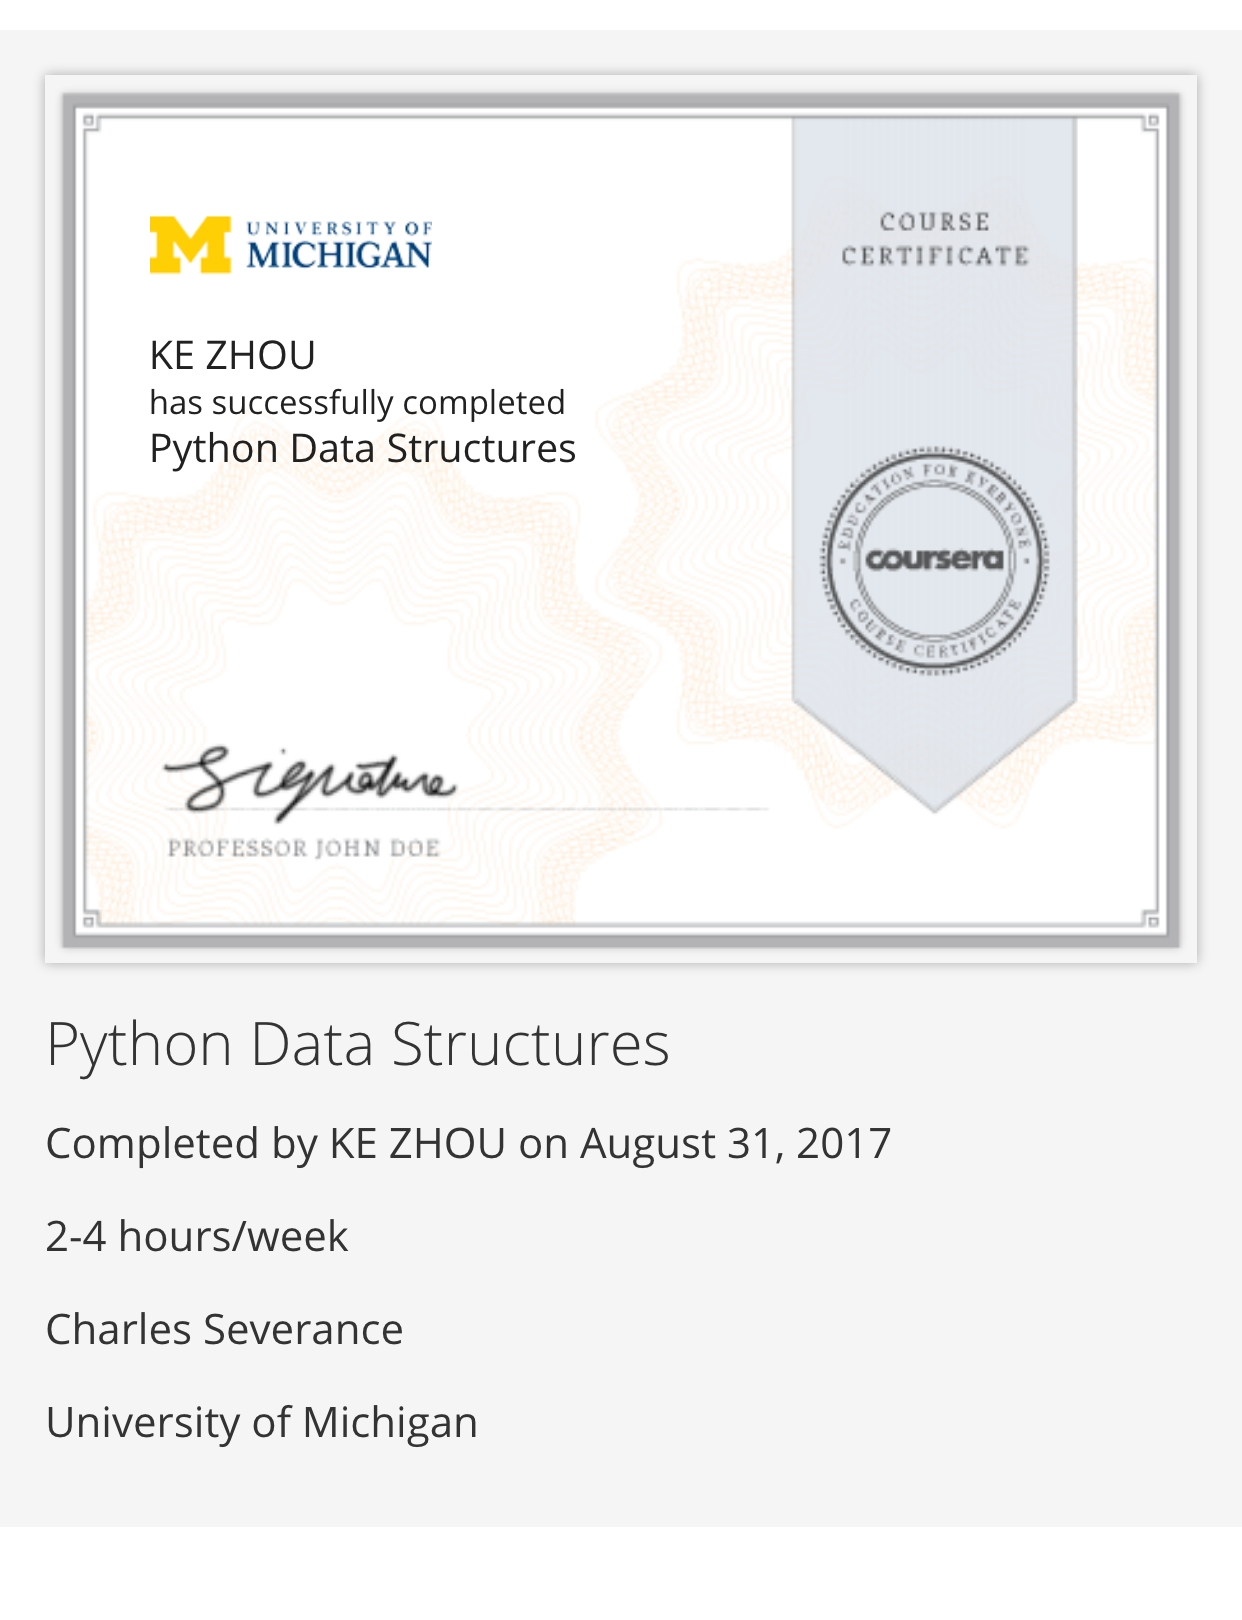 UNIVERSITY OF
MICHIGAN
KE ZHOU
has successfully completed
Python Data Structures
COURSE
CERTIFICATE
EDUCATION FOR EVERYONE
coursera
COURSE CERTIFICATE
Signature
PROFESSOR JOHN DOE
Python Data Structures
Completed by KE ZHOU on August 31, 2017
2-4 hours/week
Charles Severance
University of Michigan